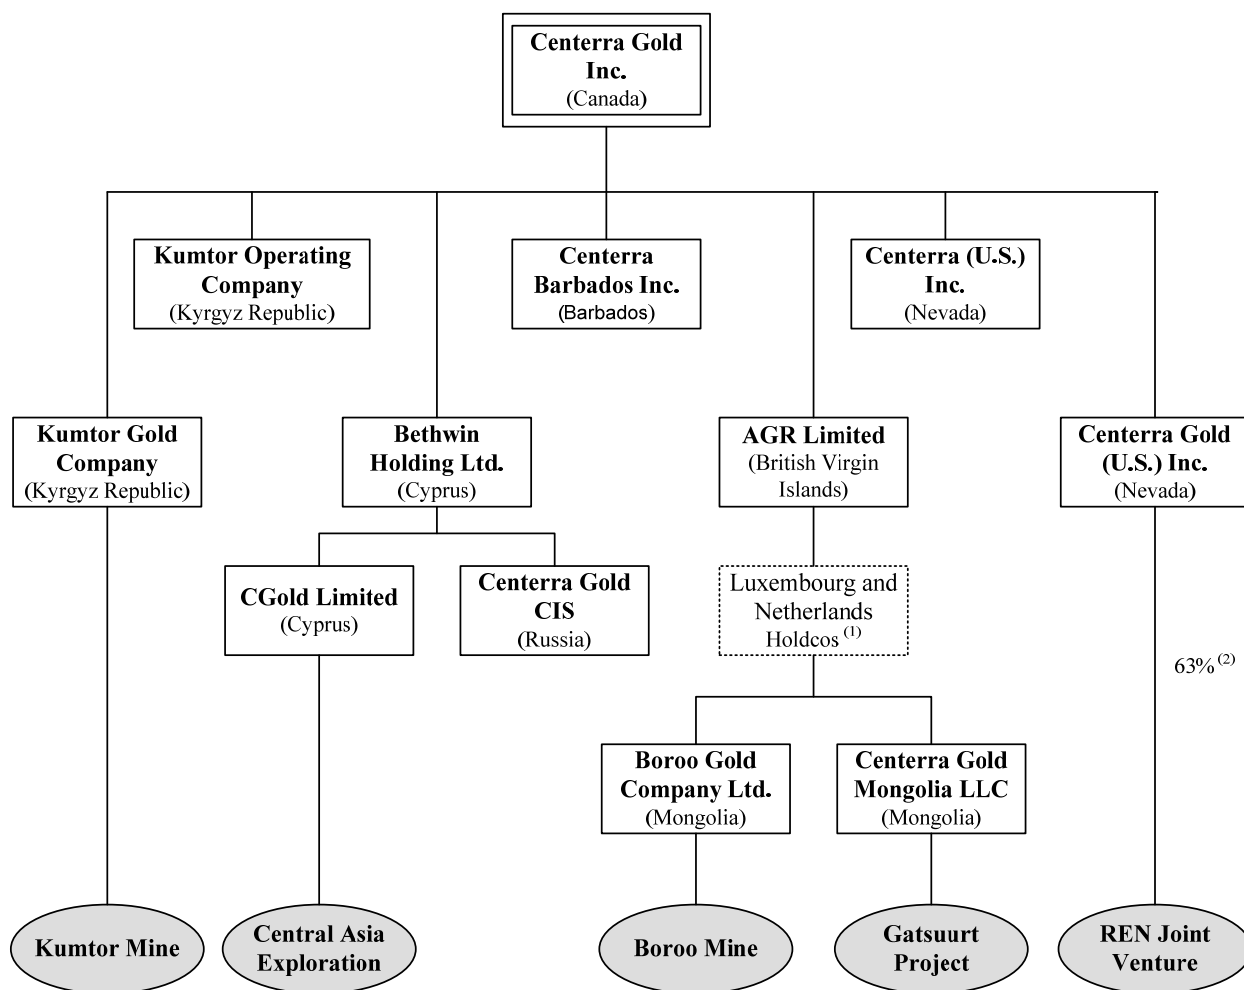 Centerra Gold
Inc.
(Canada)
Kumtor Operating
Company
(Kyrgyz Republic)
Centerra
Barbados Inc.
(Barbados)
Centerra (U.S.)
Inc.
(Nevada)
Kumtor Gold
Company
(Kyrgyz Republic)
Bethwin
Holding Ltd.
(Cyprus)
AGR Limited
(British Virgin
Islands)
Centerra Gold
(U.S.) Inc.
(Nevada)
CGold Limited
(Cyprus)
Centerra Gold
CIS
(Russia)
Luxembourg and
Netherlands
Holdcos (1)
63% (2)
Boroo Gold
Company Ltd.
(Mongolia)
Centerra Gold
Mongolia LLC
(Mongolia)
Kumtor Mine
Central Asia
Exploration
Boroo Mine
Gatsuurt
Project
REN Joint
Venture